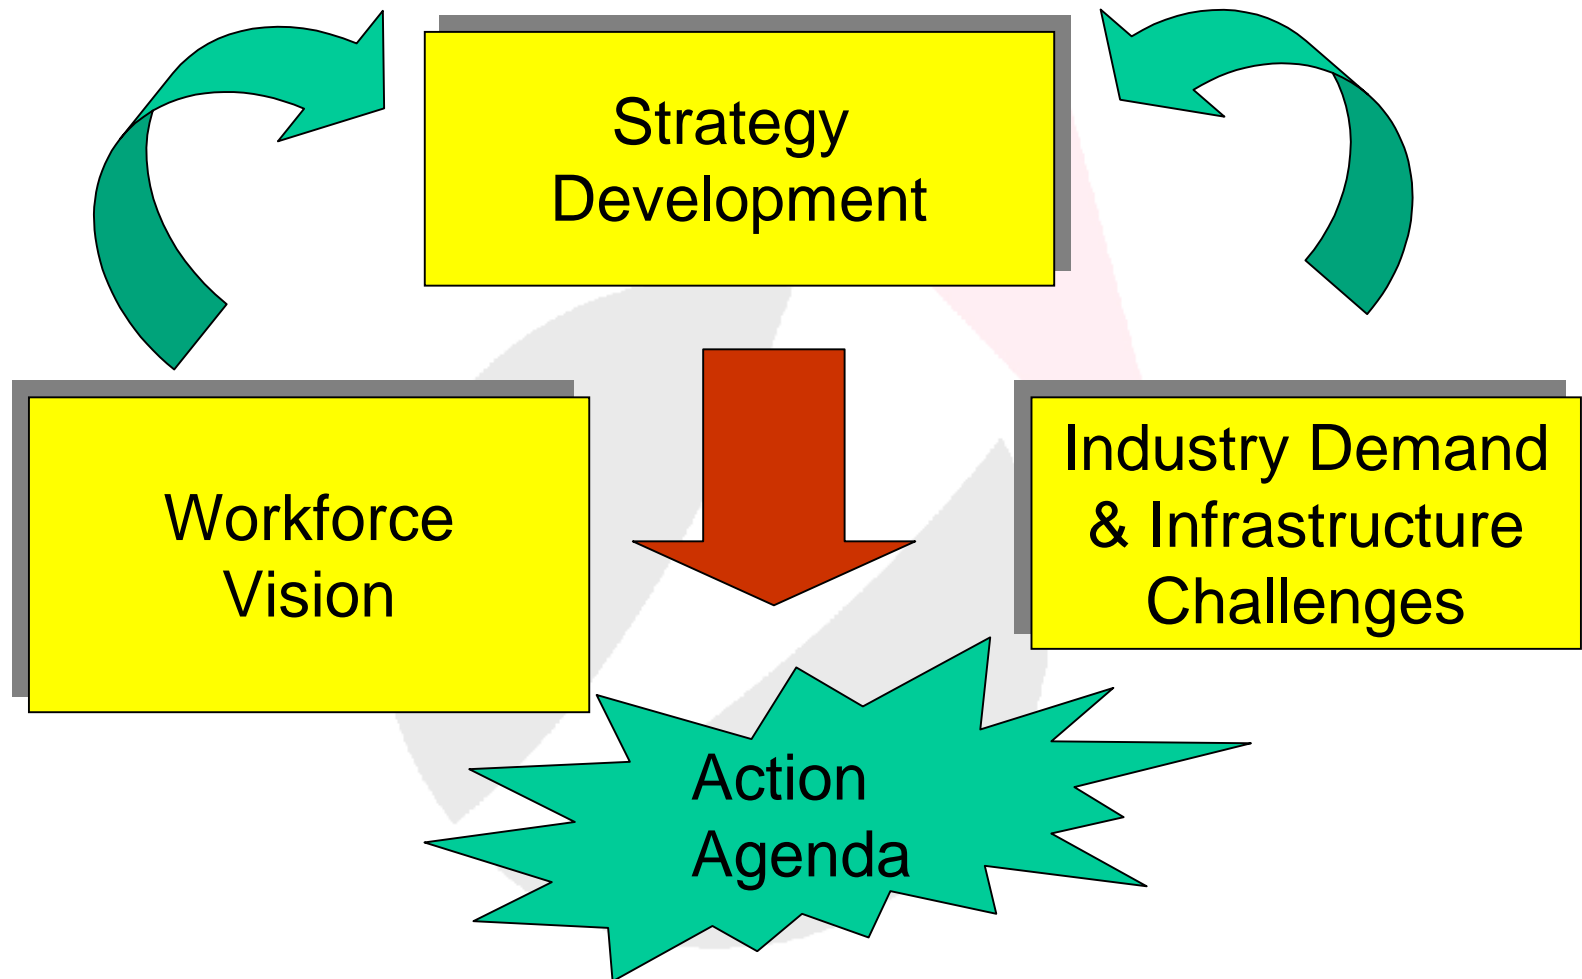 Strategy
Development
Workforce
Vision
Industry Demand
& Infrastructure
Challenges
Action
Agenda